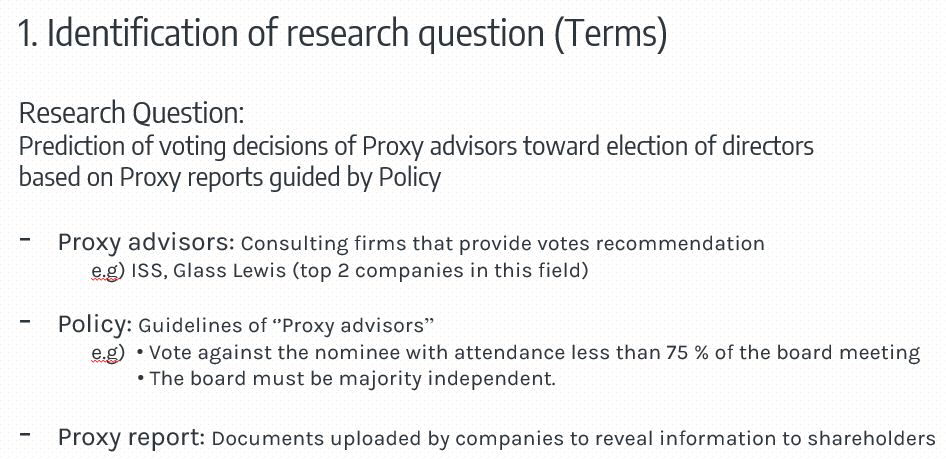 1. Identification of research question (Terms)
Research Question:
Prediction of voting decisions of Proxy advisors toward election of directors
based on Proxy reports guided by Policy
- Proxy advisors: Consulting firms that provide votes recommendation
e.g) ISS, Glass Lewis (top 2 companies in this field)
- Policy: Guidelines of “Proxy advisors”
e.g) • Vote against the nominee with attendance less than 75 % of the board meeting
• The board must be majority independent.
- Proxy report: Documents uploaded by companies to reveal information to shareholders